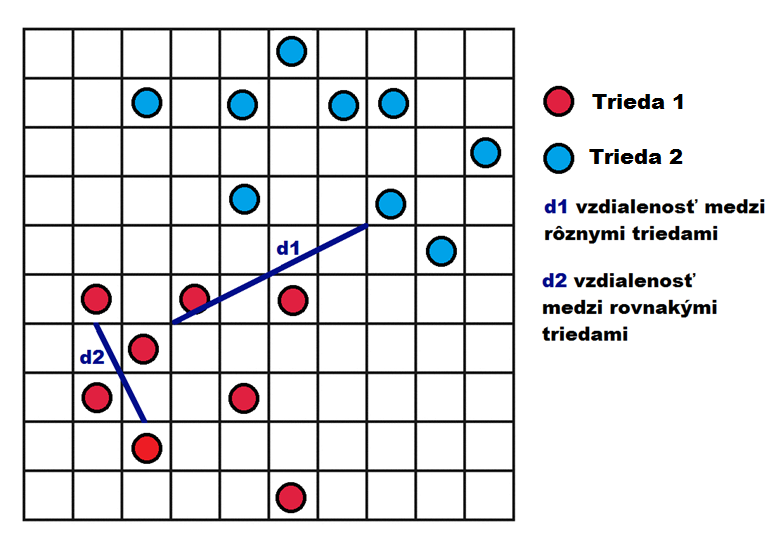 Trieda 1
Trieda 2
d1 vzdialenosť medzi
rôznymi triedami
d1
d2 vzdialenosť
medzi rovnakými
triedami
d2